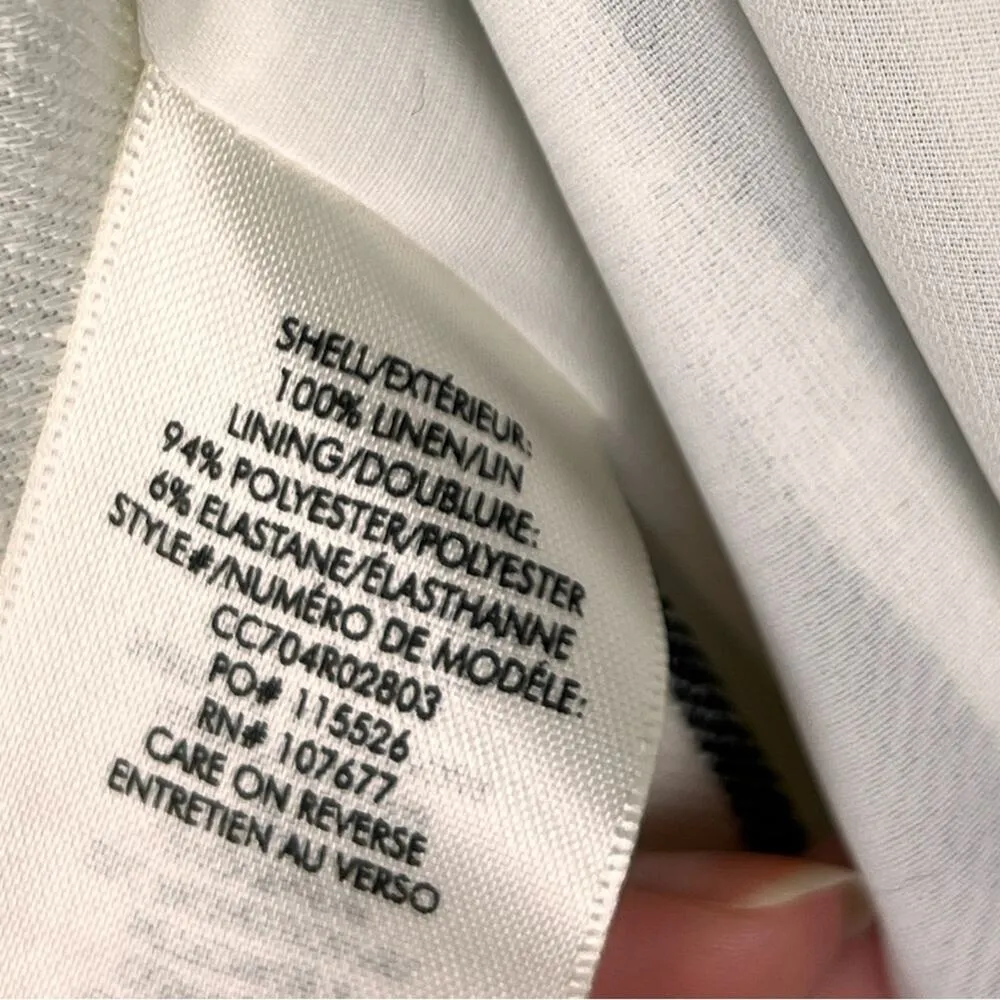 SHELL/EXTÉRIEUR:
100% LINEN/LIN
LINING/DOUBLURE:
94% POLYESTER/POLYESTER
6% ELASTANE/ÉLASTHANNE
STYLE#/NUMÉRO DE MODÉLE:
CC704R02803
PO# 115526
RN# 107677
CARE ON REVERSE
ENTRETIEN AU VERSO